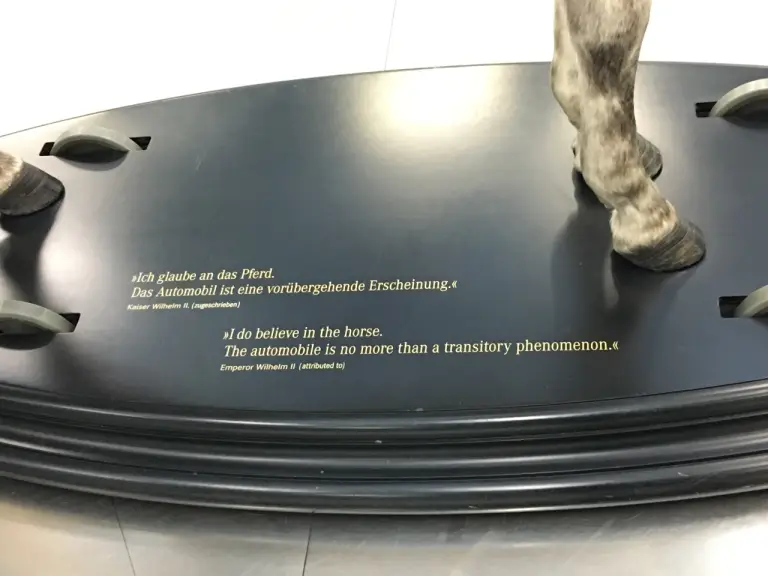 »Ich glaube an das Pferd.
Das Automobil ist eine vorübergehende Erscheinung.«
Kaiser Wilhelm II. (zugeschrieben)
»I do believe in the horse.
The automobile is no more than a transitory phenomenon.«
Emperor Wilhelm II (attributed to)